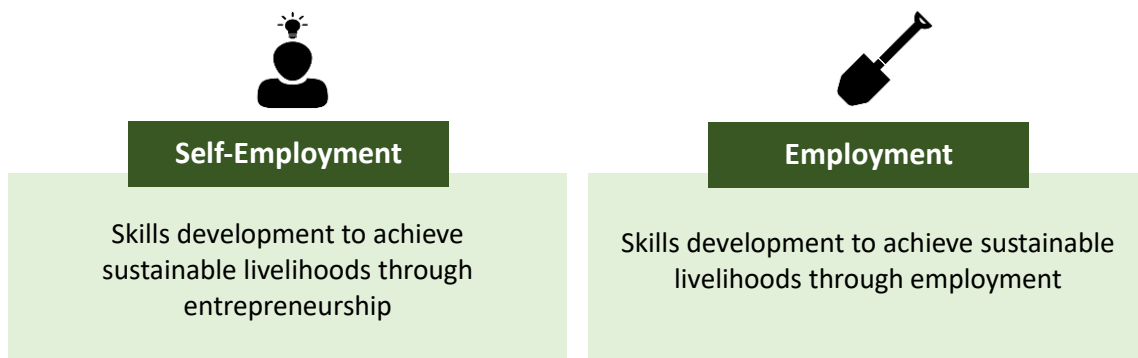 Self-Employment
Skills development to achieve
sustainable livelihoods through
entrepreneurship
Employment
Skills development to achieve sustainable
livelihoods through employment